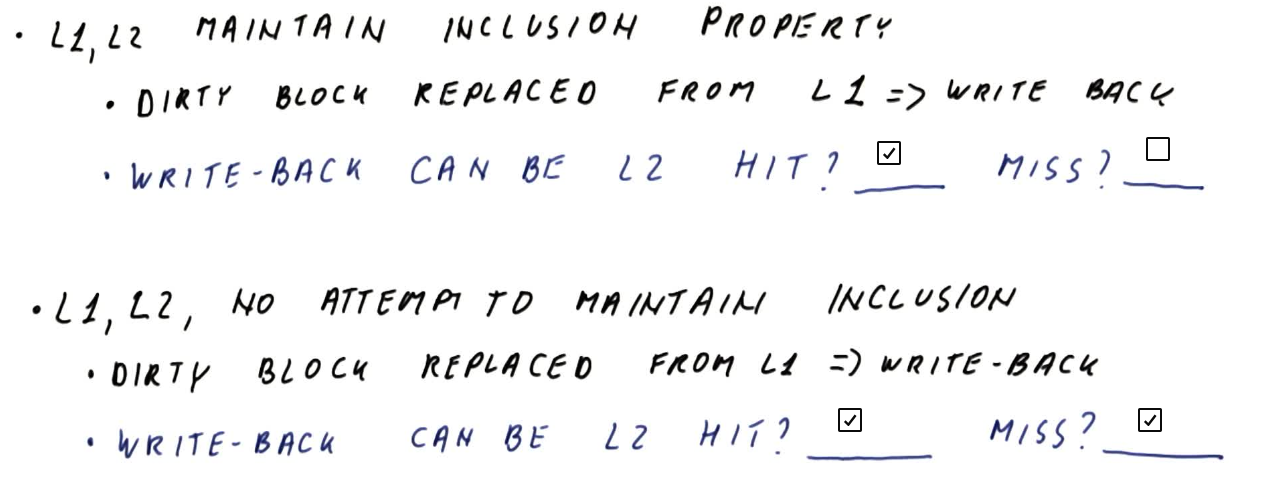 • L1, L2 MAINTAIN INCLUSION PROPERTY
• DIRTY BLOCK REPLACED FROM L1 => WRITE BACK
• WRITE-BACK CAN BE L2 HIT? ☑ MISS? ☐
• L1, L2, NO ATTEMPT TO MAINTAIN INCLUSION
• DIRTY BLOCK REPLACED FROM L1 => WRITE-BACK
• WRITE-BACK CAN BE L2 HIT? ☑ MISS? ☑